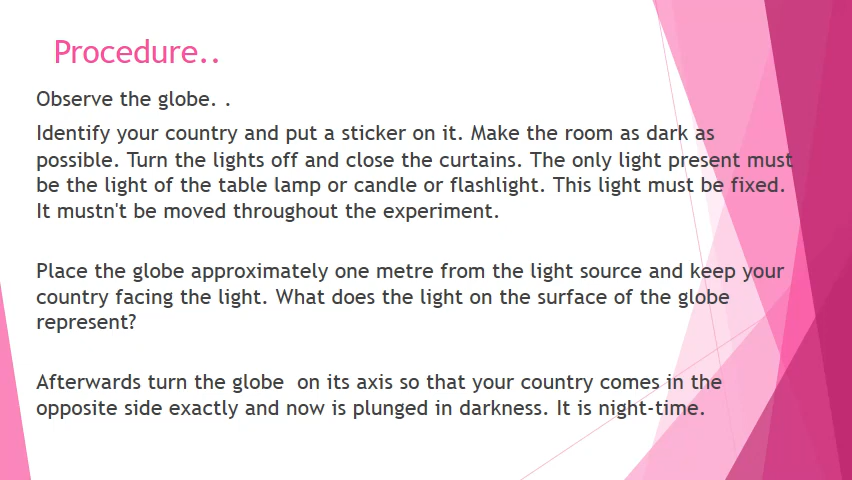 Procedure..
Observe the globe. .
Identify your country and put a sticker on it. Make the room as dark as
possible. Turn the lights off and close the curtains. The only light present must
be the light of the table lamp or candle or flashlight. This light must be fixed.
It mustn't be moved throughout the experiment.
Place the globe approximately one metre from the light source and keep your
country facing the light. What does the light on the surface of the globe
represent?
Afterwards turn the globe  on its axis so that your country comes in the
opposite side exactly and now is plunged in darkness. It is night-time.